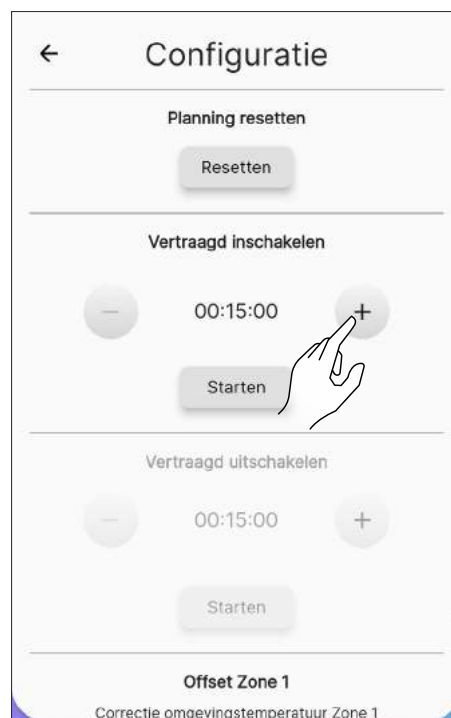 Configuratie
Planning resetten
Resetten
Vertraagd inschakelen
− 00:15:00 +
Starten
Vertraagd uitschakelen
− 00:15:00 +
Starten
Offset Zone 1
Correctie omgevingstemperatuur Zone 1